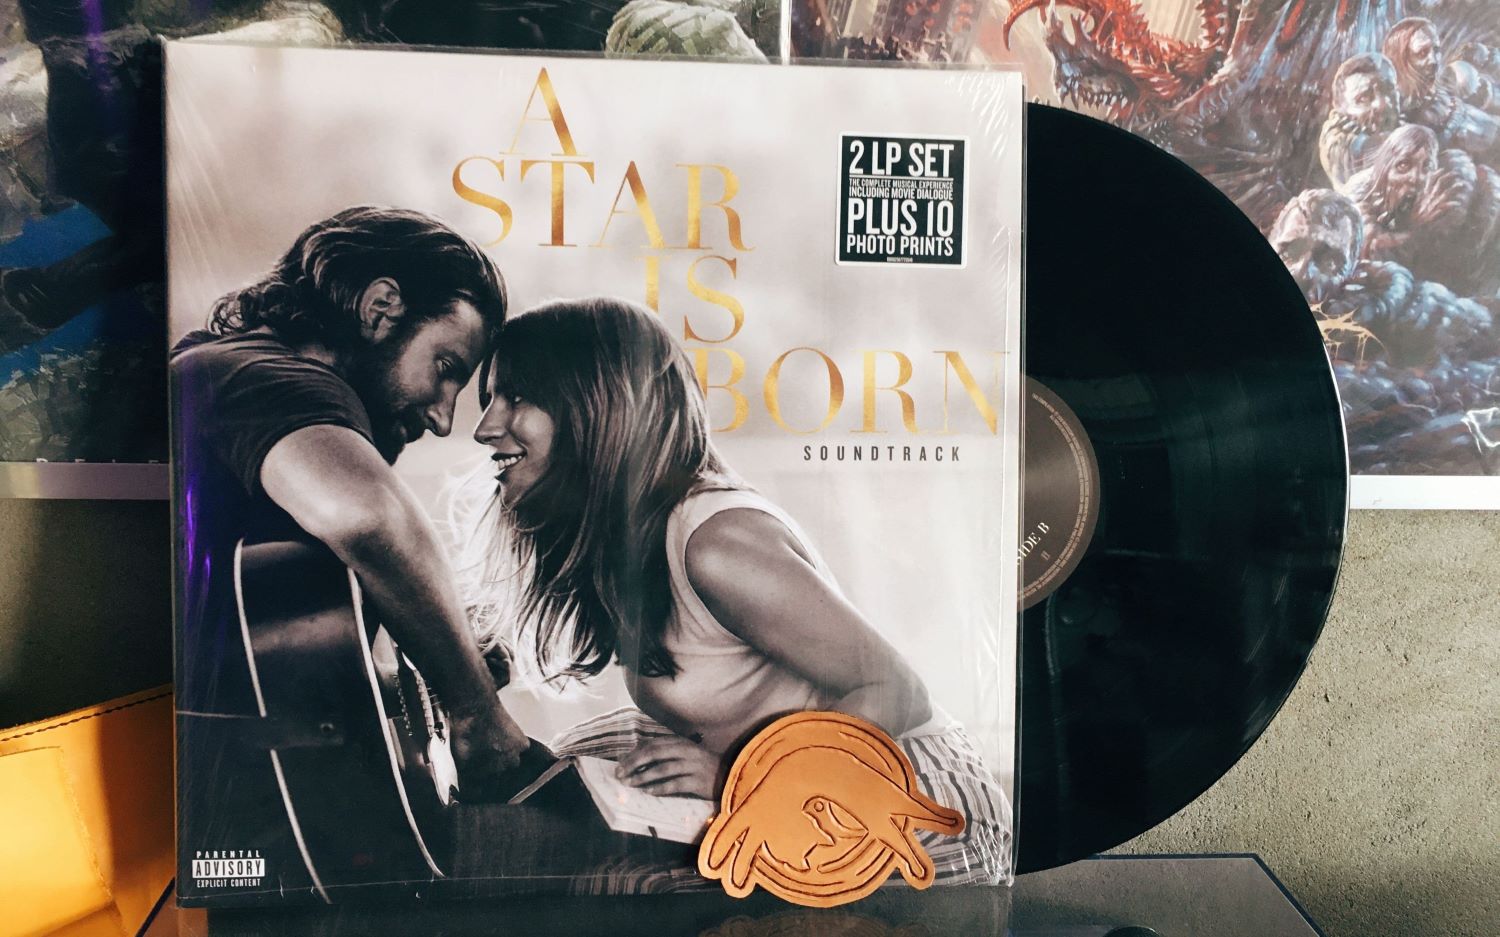 A
STAR
IS
BORN
SOUNDTRACK
2 LP SET
THE COMPLETE MUSICAL EXPERIENCE
INCLUDING MOVIE DIALOGUE
PLUS 10
PHOTO PRINTS
SIDE B
PARENTAL
ADVISORY
EXPLICIT CONTENT